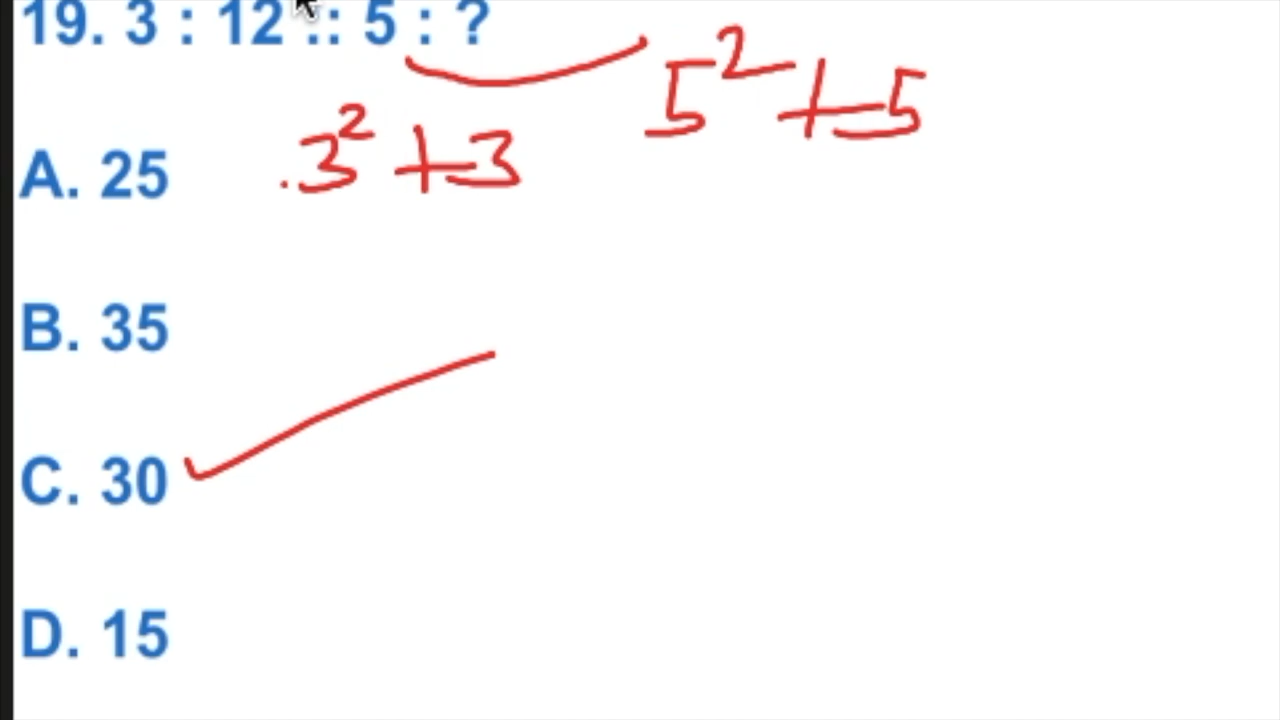 19. 3 : 12 :: 5 : ?
5² + 5
3² + 3
A. 25
B. 35
C. 30
D. 15